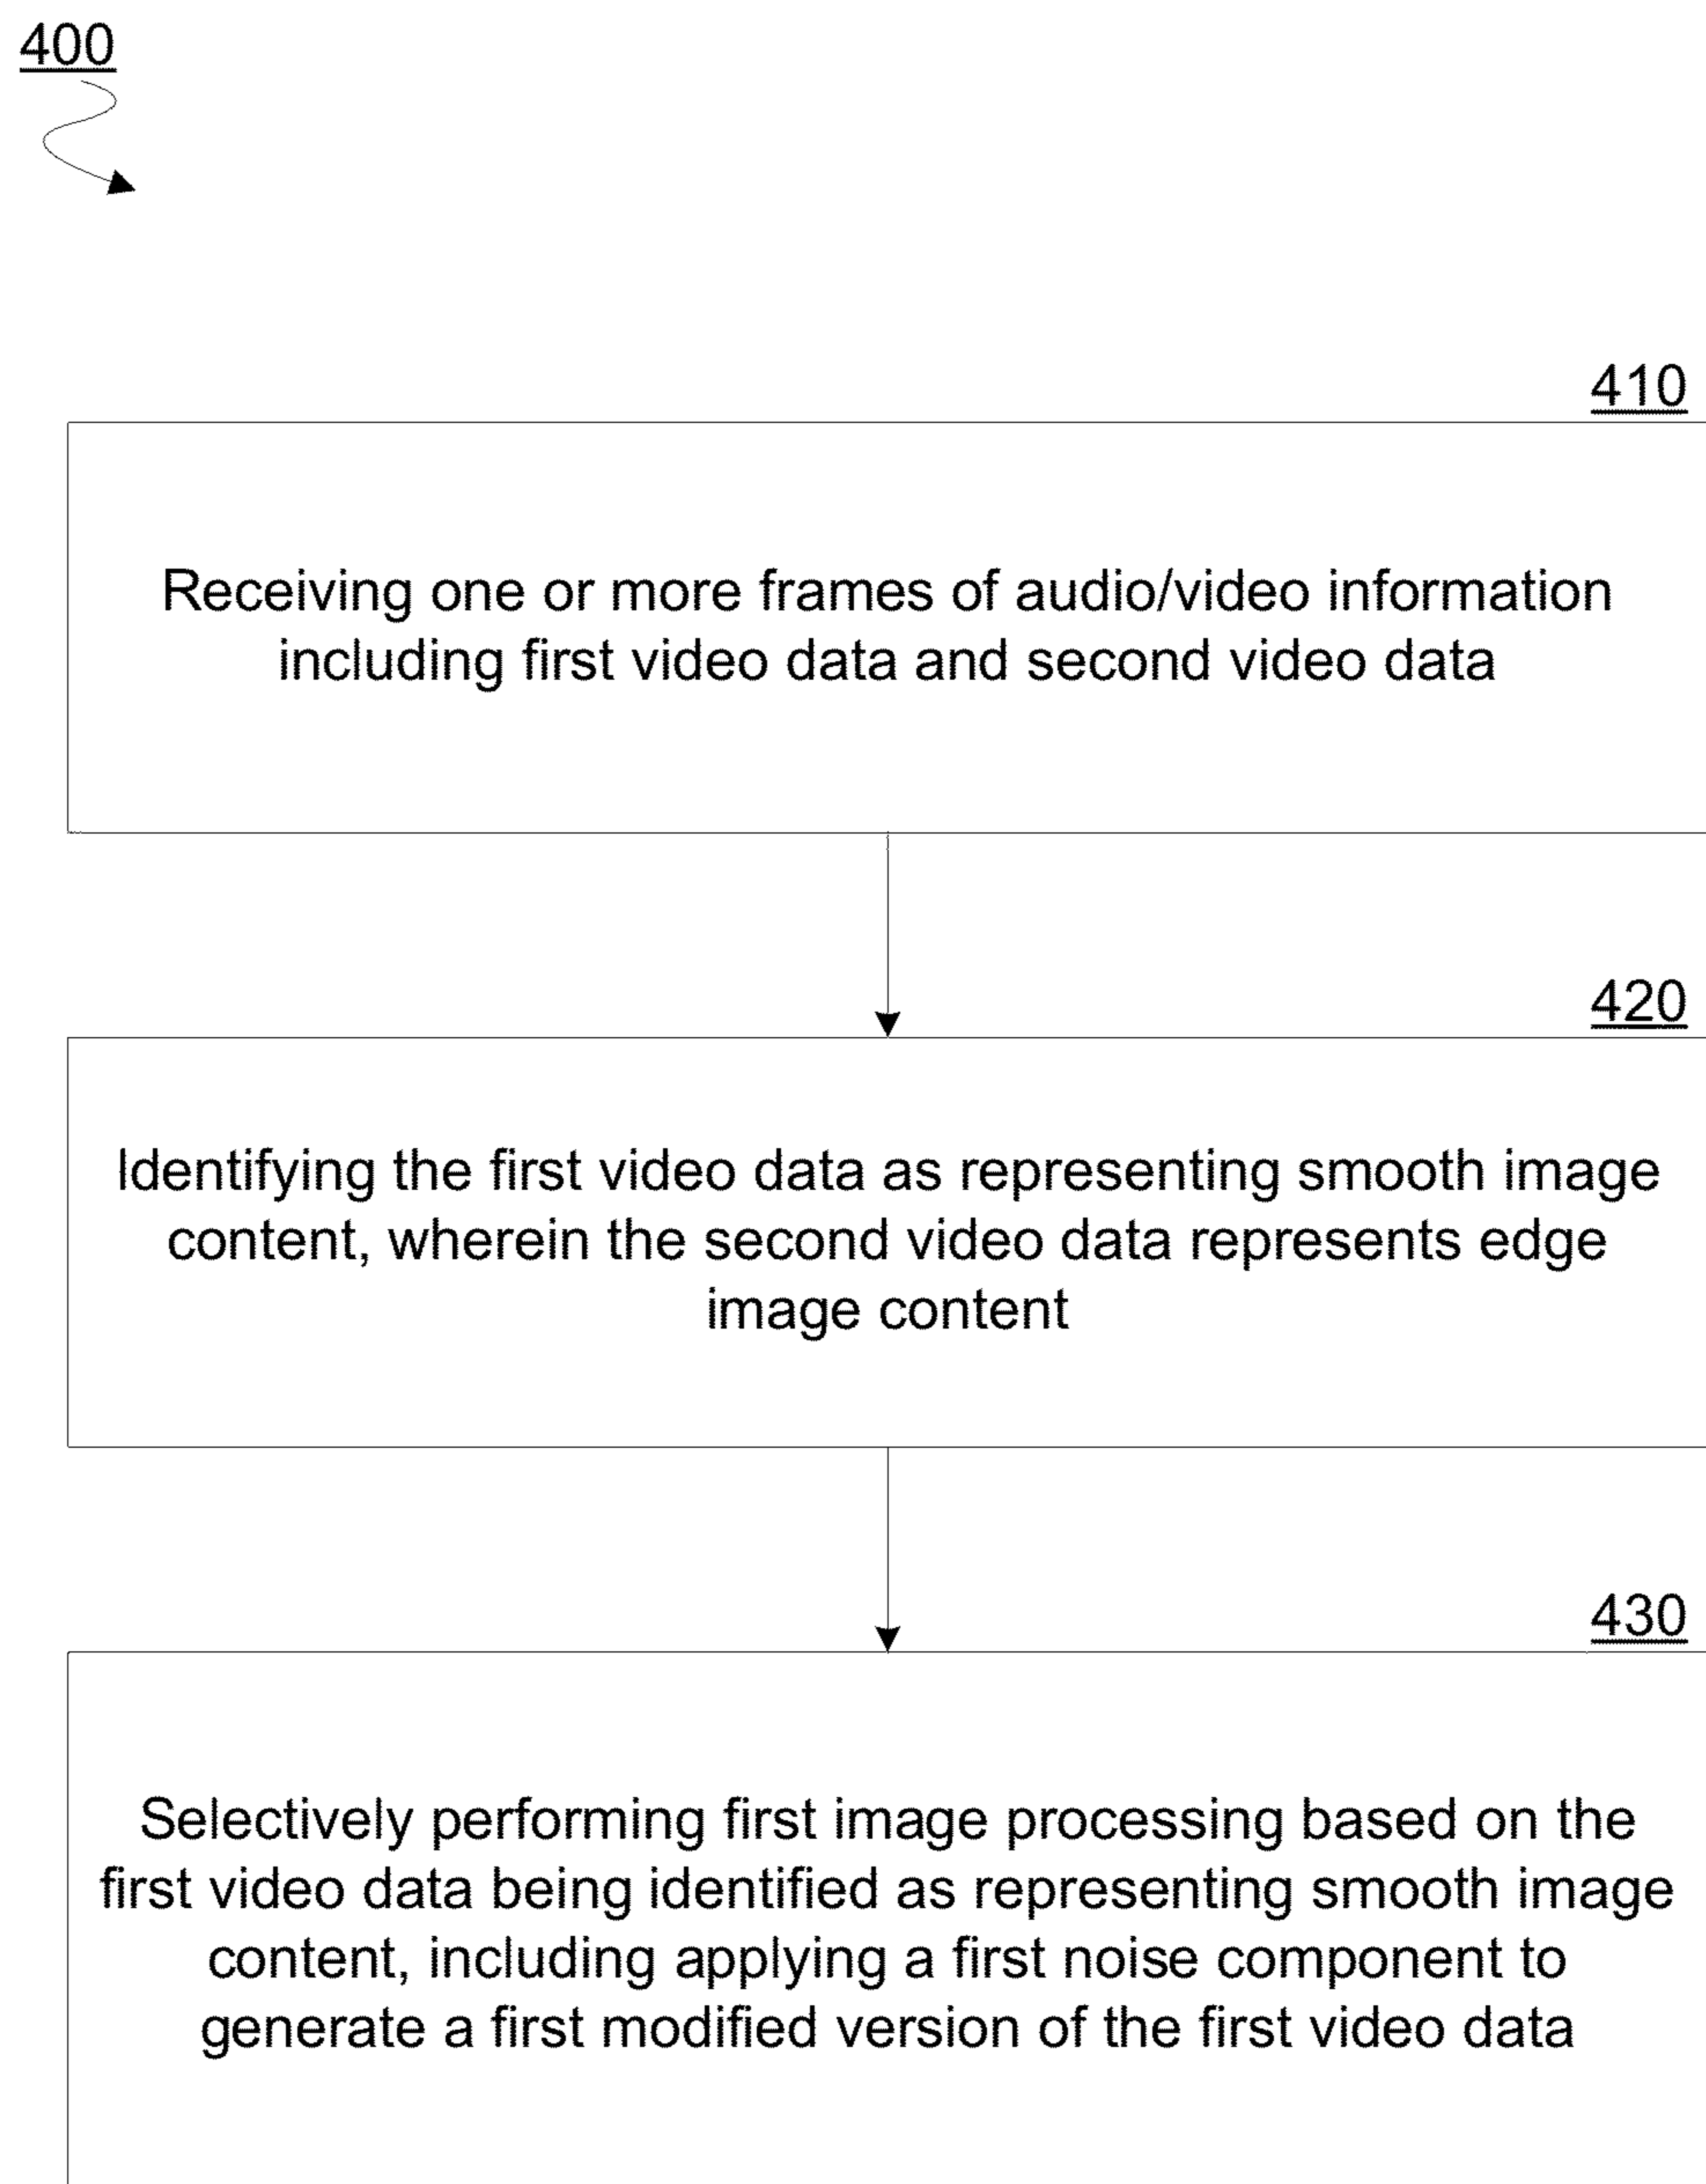 400
410
Receiving one or more frames of audio/video information
including first video data and second video data
420
Identifying the first video data as representing smooth image
content, wherein the second video data represents edge
image content
430
Selectively performing first image processing based on the
first video data being identified as representing smooth image
content, including applying a first noise component to
generate a first modified version of the first video data